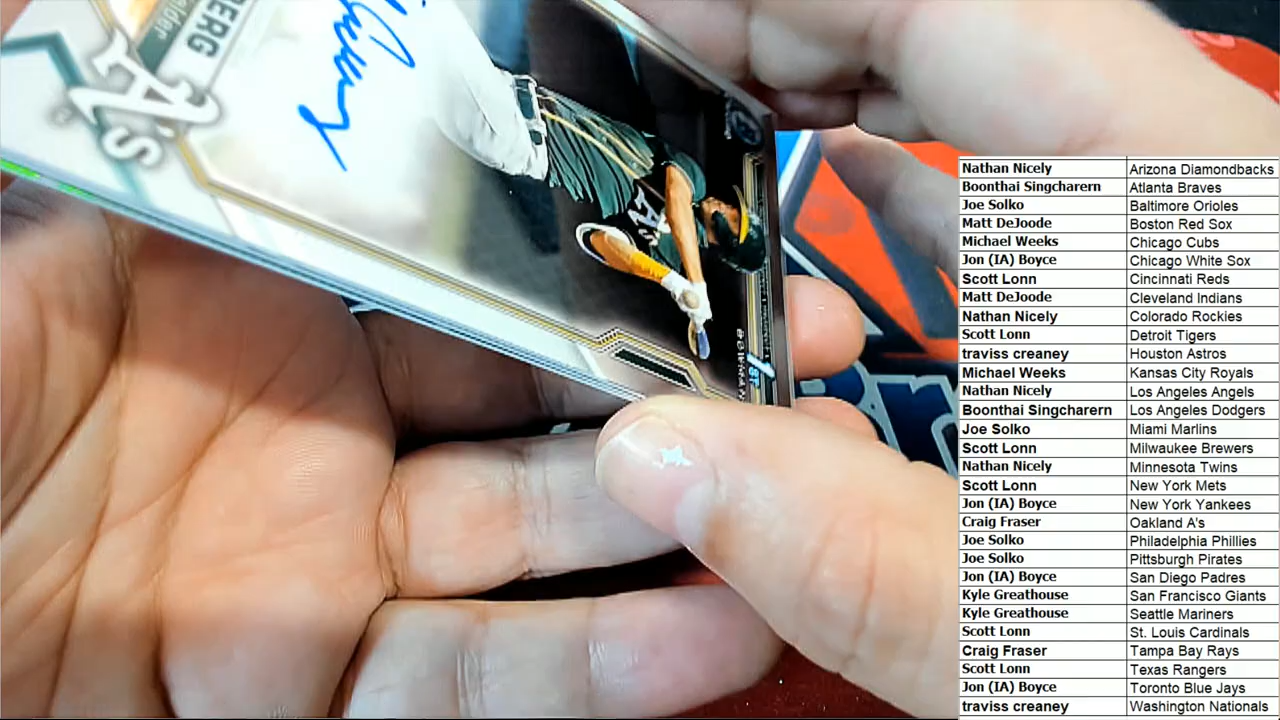 BERG
fielder
A's
A's
1ST
BOWMAN
Nathan Nicely Arizona Diamondbacks
Boonthai Singcharern Atlanta Braves
Joe Solko Baltimore Orioles
Matt DeJoode Boston Red Sox
Michael Weeks Chicago Cubs
Jon (IA) Boyce Chicago White Sox
Scott Lonn Cincinnati Reds
Matt DeJoode Cleveland Indians
Nathan Nicely Colorado Rockies
Scott Lonn Detroit Tigers
traviss creaney Houston Astros
Michael Weeks Kansas City Royals
Nathan Nicely Los Angeles Angels
Boonthai Singcharern Los Angeles Dodgers
Joe Solko Miami Marlins
Scott Lonn Milwaukee Brewers
Nathan Nicely Minnesota Twins
Scott Lonn New York Mets
Jon (IA) Boyce New York Yankees
Craig Fraser Oakland A's
Joe Solko Philadelphia Phillies
Joe Solko Pittsburgh Pirates
Jon (IA) Boyce San Diego Padres
Kyle Greathouse San Francisco Giants
Kyle Greathouse Seattle Mariners
Scott Lonn St. Louis Cardinals
Craig Fraser Tampa Bay Rays
Scott Lonn Texas Rangers
Jon (IA) Boyce Toronto Blue Jays
traviss creaney Washington Nationals